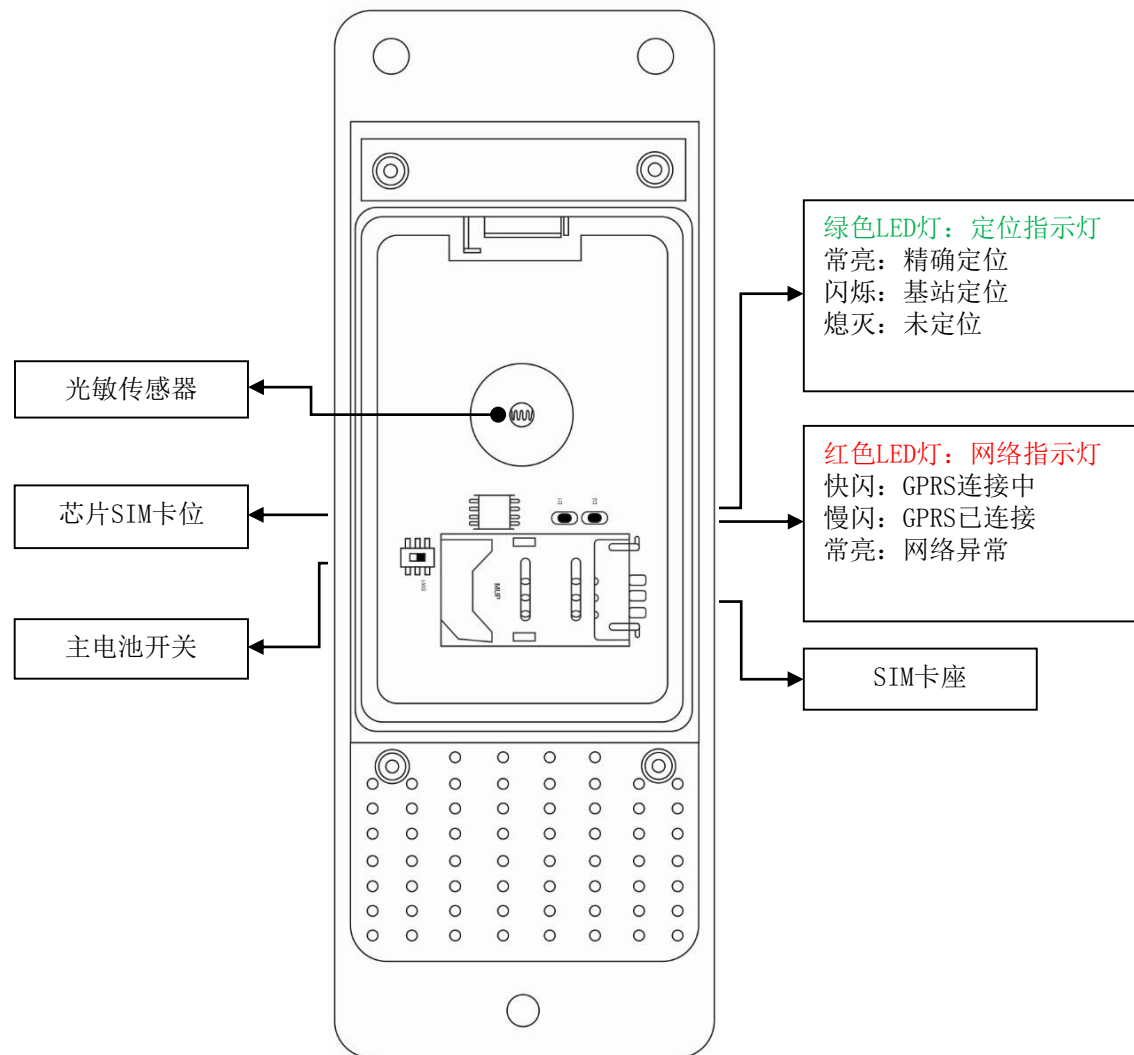 绿色LED灯：定位指示灯
常亮：精确定位
闪烁：基站定位
熄灭：未定位
光敏传感器
红色LED灯：网络指示灯
快闪：GPRS连接中
慢闪：GPRS已连接
常亮：网络异常
芯片SIM卡位
主电池开关
SIM卡座